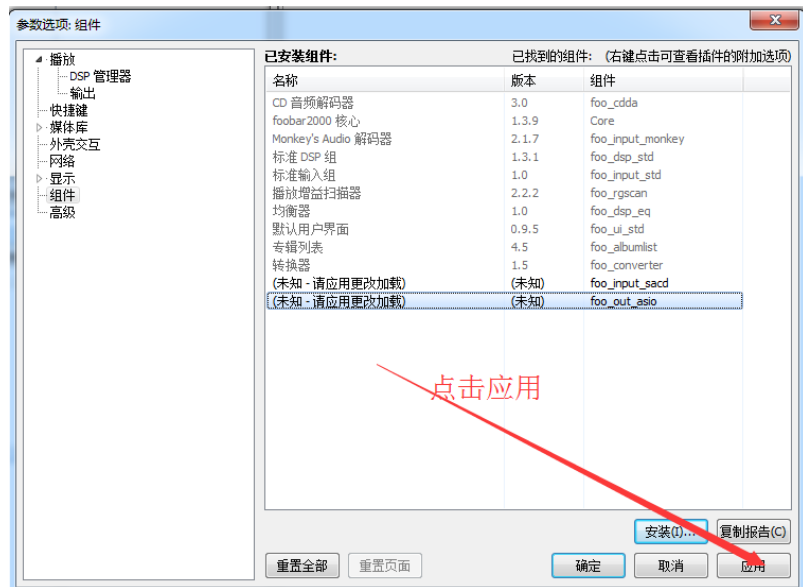 参数选项: 组件
播放
DSP 管理器
输出
快捷键
媒体库
外壳交互
网络
显示
组件
高级
已安装组件: 已找到的组件: (右键点击可查看插件的附加选项)
名称 版本 组件
CD 音频解码器 3.0 foo_cdda
foobar2000 核心 1.3.9 Core
Monkey's Audio 解码器 2.1.7 foo_input_monkey
标准 DSP 组 1.3.1 foo_dsp_std
标准输入组 1.0 foo_input_std
播放增益扫描器 2.2.2 foo_rgscan
均衡器 1.0 foo_dsp_eq
默认用户界面 0.9.5 foo_ui_std
专辑列表 4.5 foo_albumlist
转换器 1.5 foo_converter
(未知 - 请应用更改加载) (未知) foo_input_sacd
(未知 - 请应用更改加载) (未知) foo_out_asio
点击应用
安装(I)... 复制报告(C)
重置全部 重置页面 确定 取消 应用